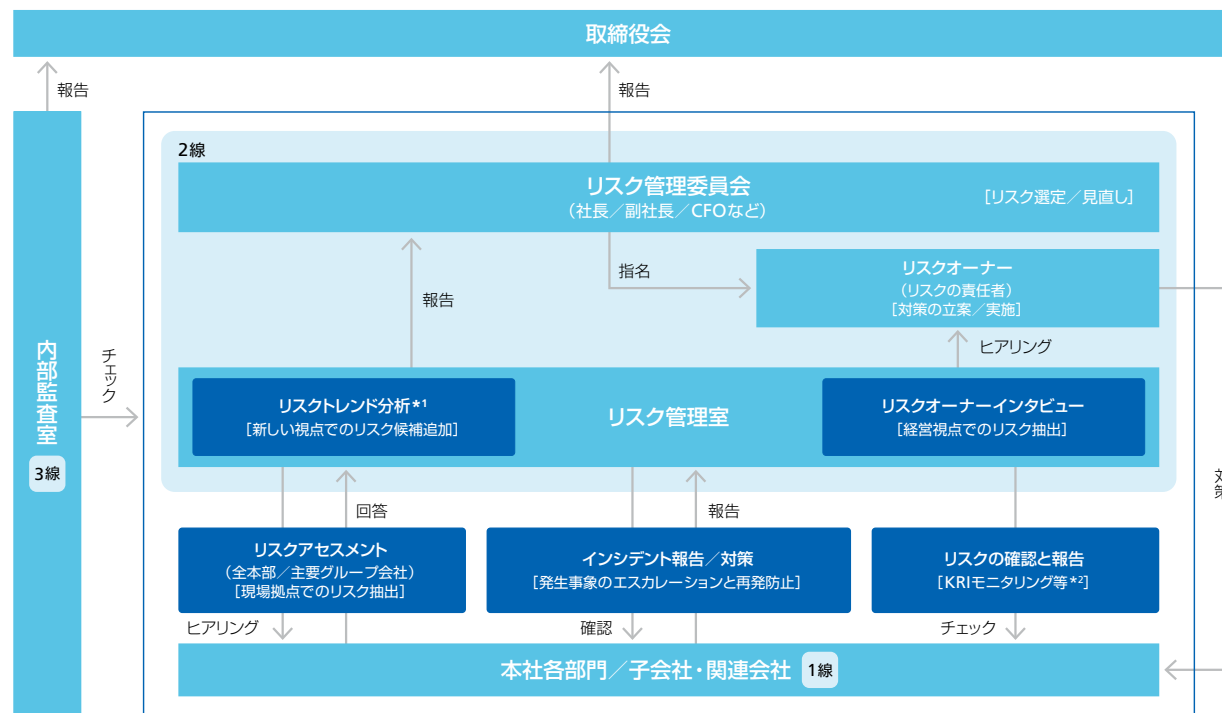 取締役会
報告
報告
2線
リスク管理委員会
(社長／副社長／CFOなど)
［リスク選定／見直し］
指名
リスクオーナー
(リスクの責任者)
［対策の立案／実施］
報告
ヒアリング
内部監査室
3線
チェック
リスクトレンド分析*1
［新しい視点でのリスク候補追加］
リスク管理室
リスクオーナーインタビュー
［経営視点でのリスク抽出］
対策
回答
報告
リスクアセスメント
(全本部／主要グループ会社)
［現場拠点でのリスク抽出］
インシデント報告／対策
［発生事象のエスカレーションと再発防止］
リスクの確認と報告
［KRIモニタリング等*2］
ヒアリング
確認
チェック
本社各部門／子会社・関連会社 1線